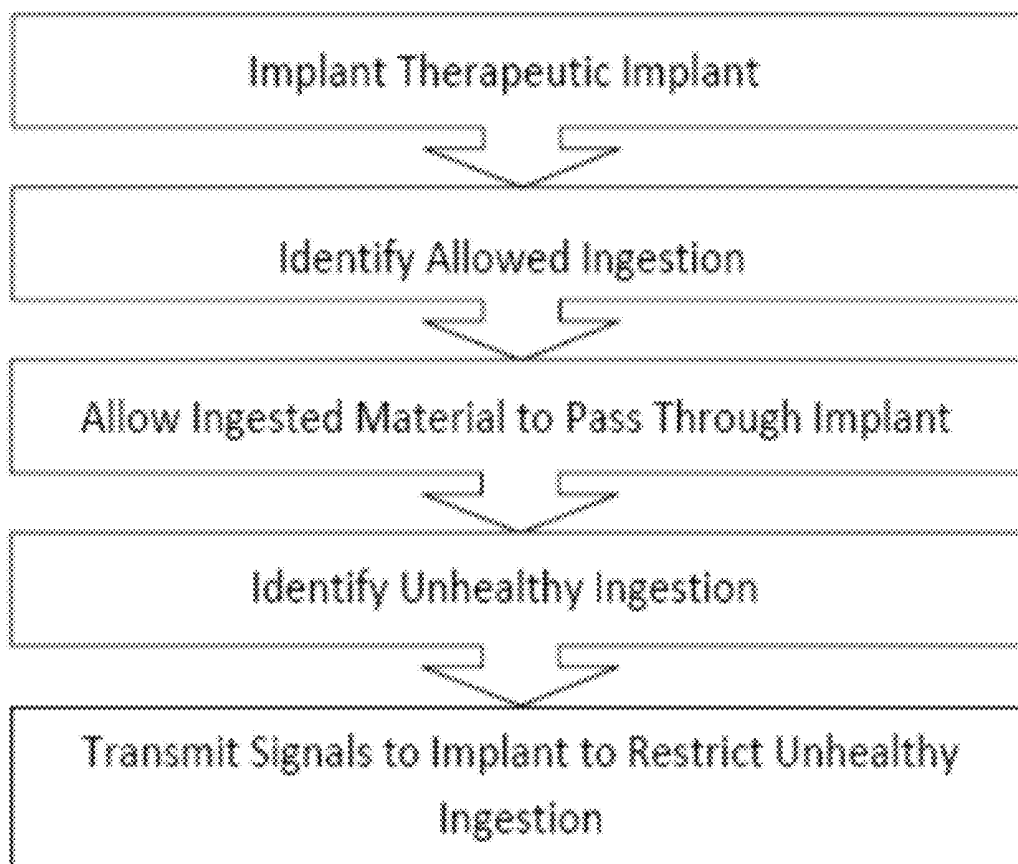 Implant Therapeutic Implant
Identify Allowed Ingestion
Allow Ingested Material to Pass Through Implant
Identify Unhealthy Ingestion
Transmit Signals to Implant to Restrict Unhealthy
Ingestion